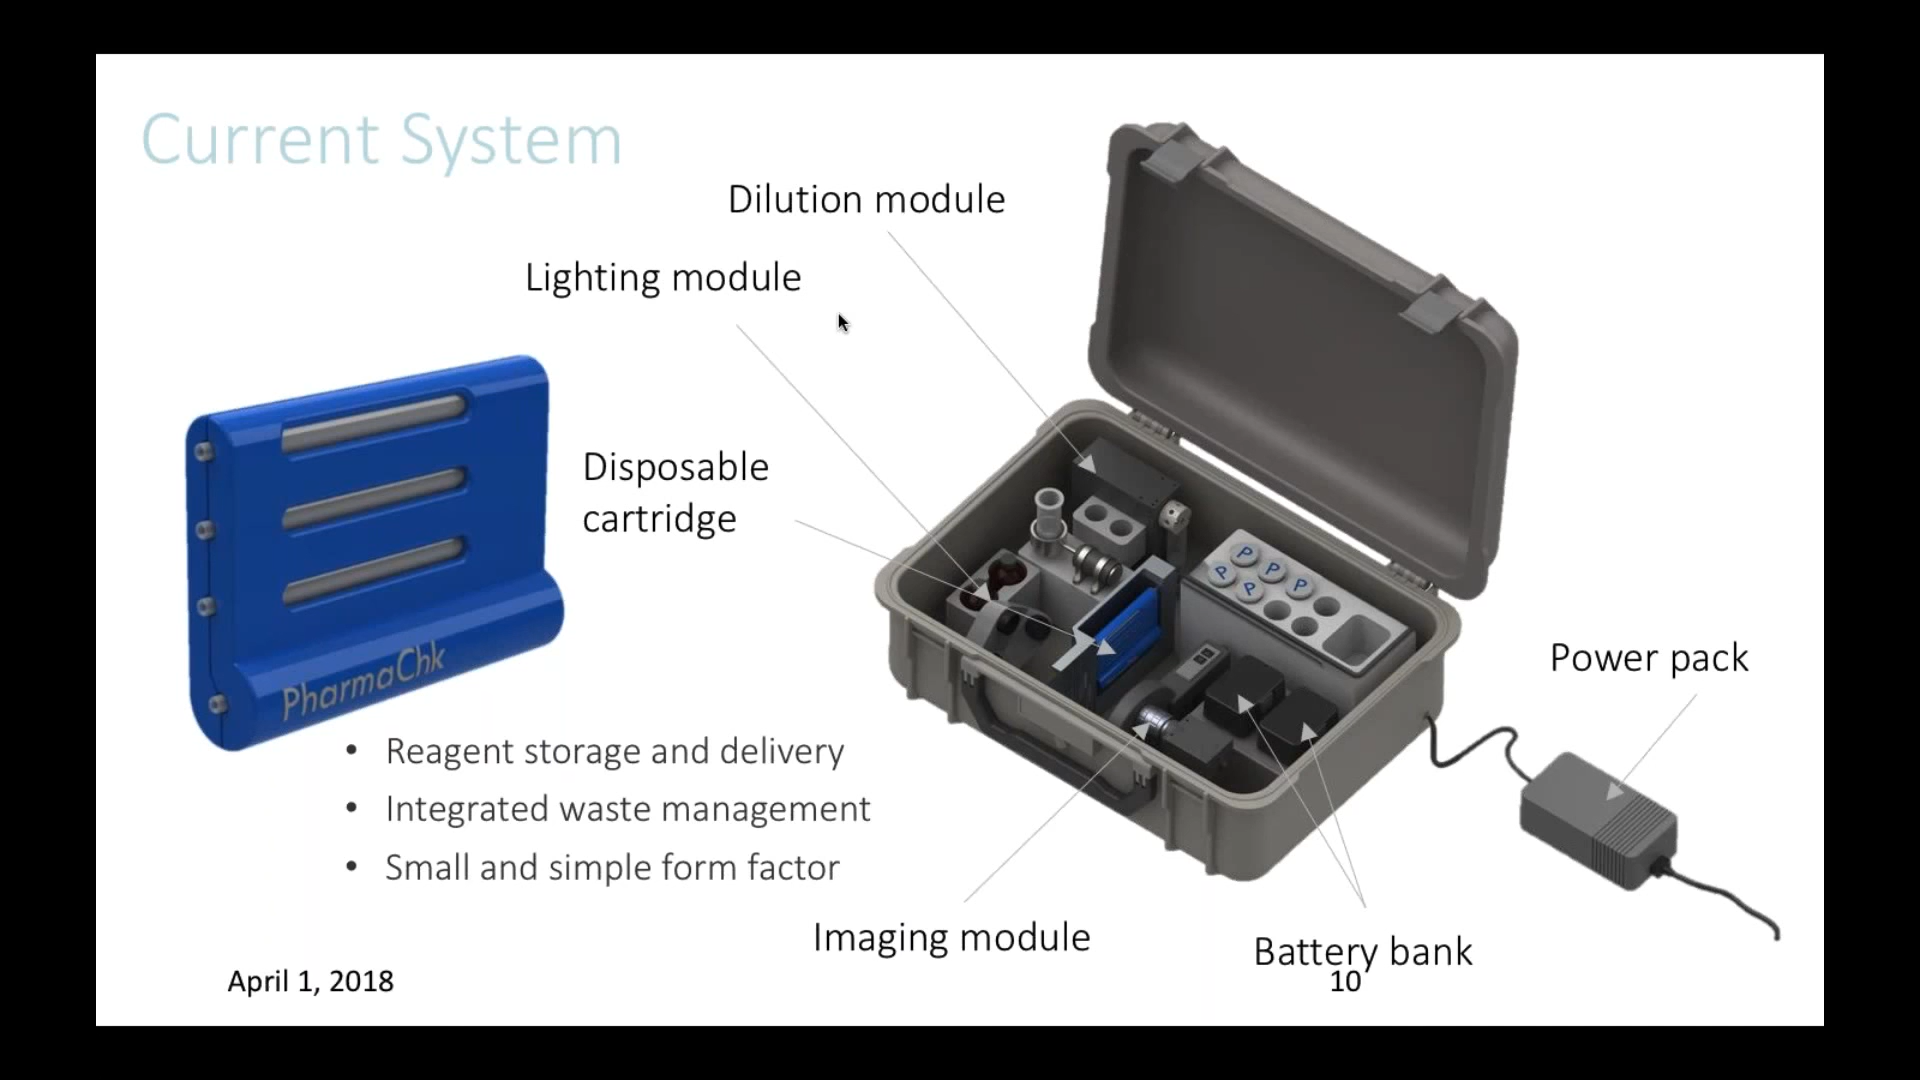 Current System
Dilution module
Lighting module
Disposable
cartridge
P
P
P
P
P
Power pack
PharmaChk
• Reagent storage and delivery
• Integrated waste management
• Small and simple form factor
Imaging module
Battery bank
April 1, 2018
10